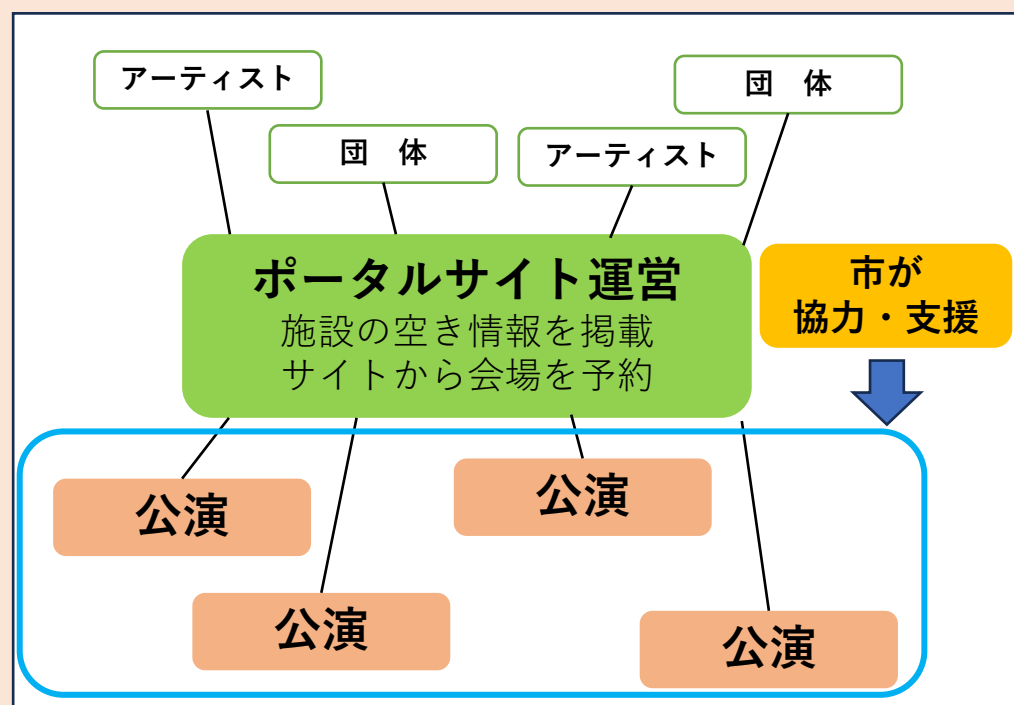 アーティスト
団　体
団　体
アーティスト
ポータルサイト運営
施設の空き情報を掲載
サイトから会場を予約
市が
協力・支援
公演
公演
公演
公演